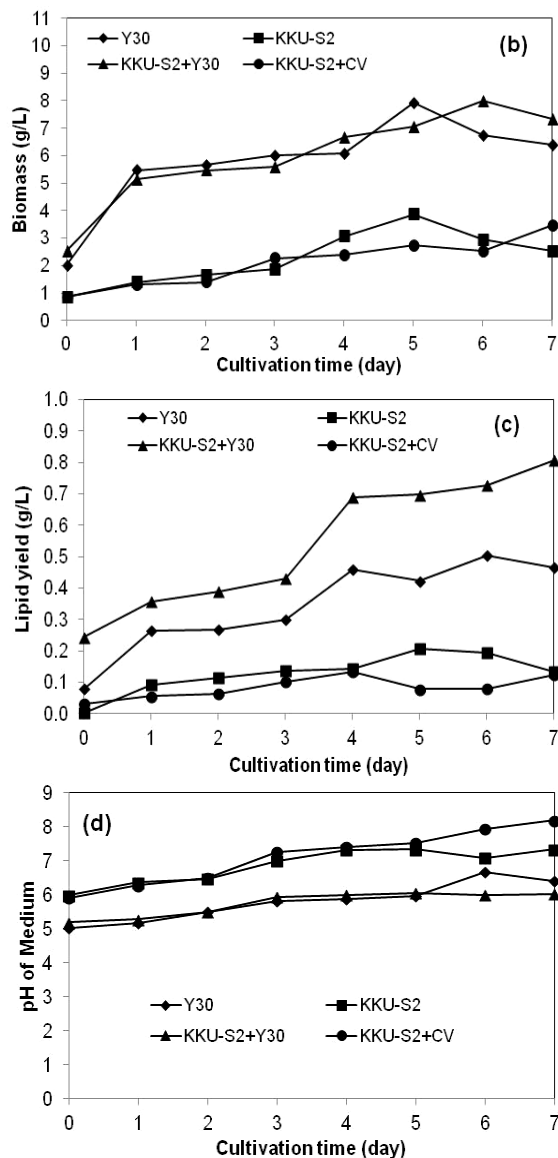 11
10
9
8
7
6
5
4
3
2
1
0
Biomass (g/L)
Y30 KKU-S2 (b)
KKU-S2+Y30 KKU-S2+CV
0 1 2 3 4 5 6 7
Cultivation time (day)
1.0
0.9
0.8
0.7
0.6
0.5
0.4
0.3
0.2
0.1
0.0
Lipid yield (g/L)
Y30 KKU-S2 (c)
KKU-S2+Y30 KKU-S2+CV
0 1 2 3 4 5 6 7
Cultivation time (day)
9
8
7
6
5
4
3
2
1
0
pH of Medium
(d)
Y30 KKU-S2
KKU-S2+Y30 KKU-S2+CV
0 1 2 3 4 5 6 7
Cultivation time (day)